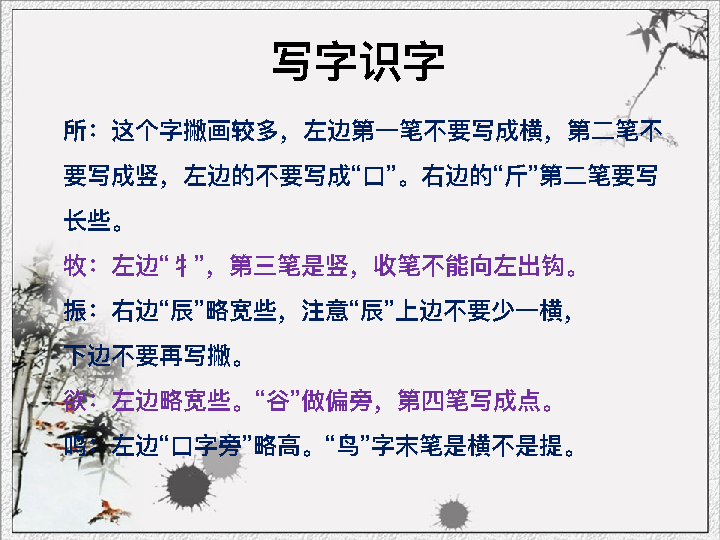 写字识字
所：这个字撇画较多，左边第一笔不要写成横，第二笔不
要写成竖，左边的不要写成“口”。右边的“斤”第二笔要写
长些。
牧：左边“牜”，第三笔是竖，收笔不能向左出钩。
振：右边“辰”略宽些，注意“辰”上边不要少一横，
下边不要再写撇。
欲：左边略宽些。“谷”做偏旁，第四笔写成点。
鸣：左边“口字旁”略高。“鸟”字末笔是横不是提。